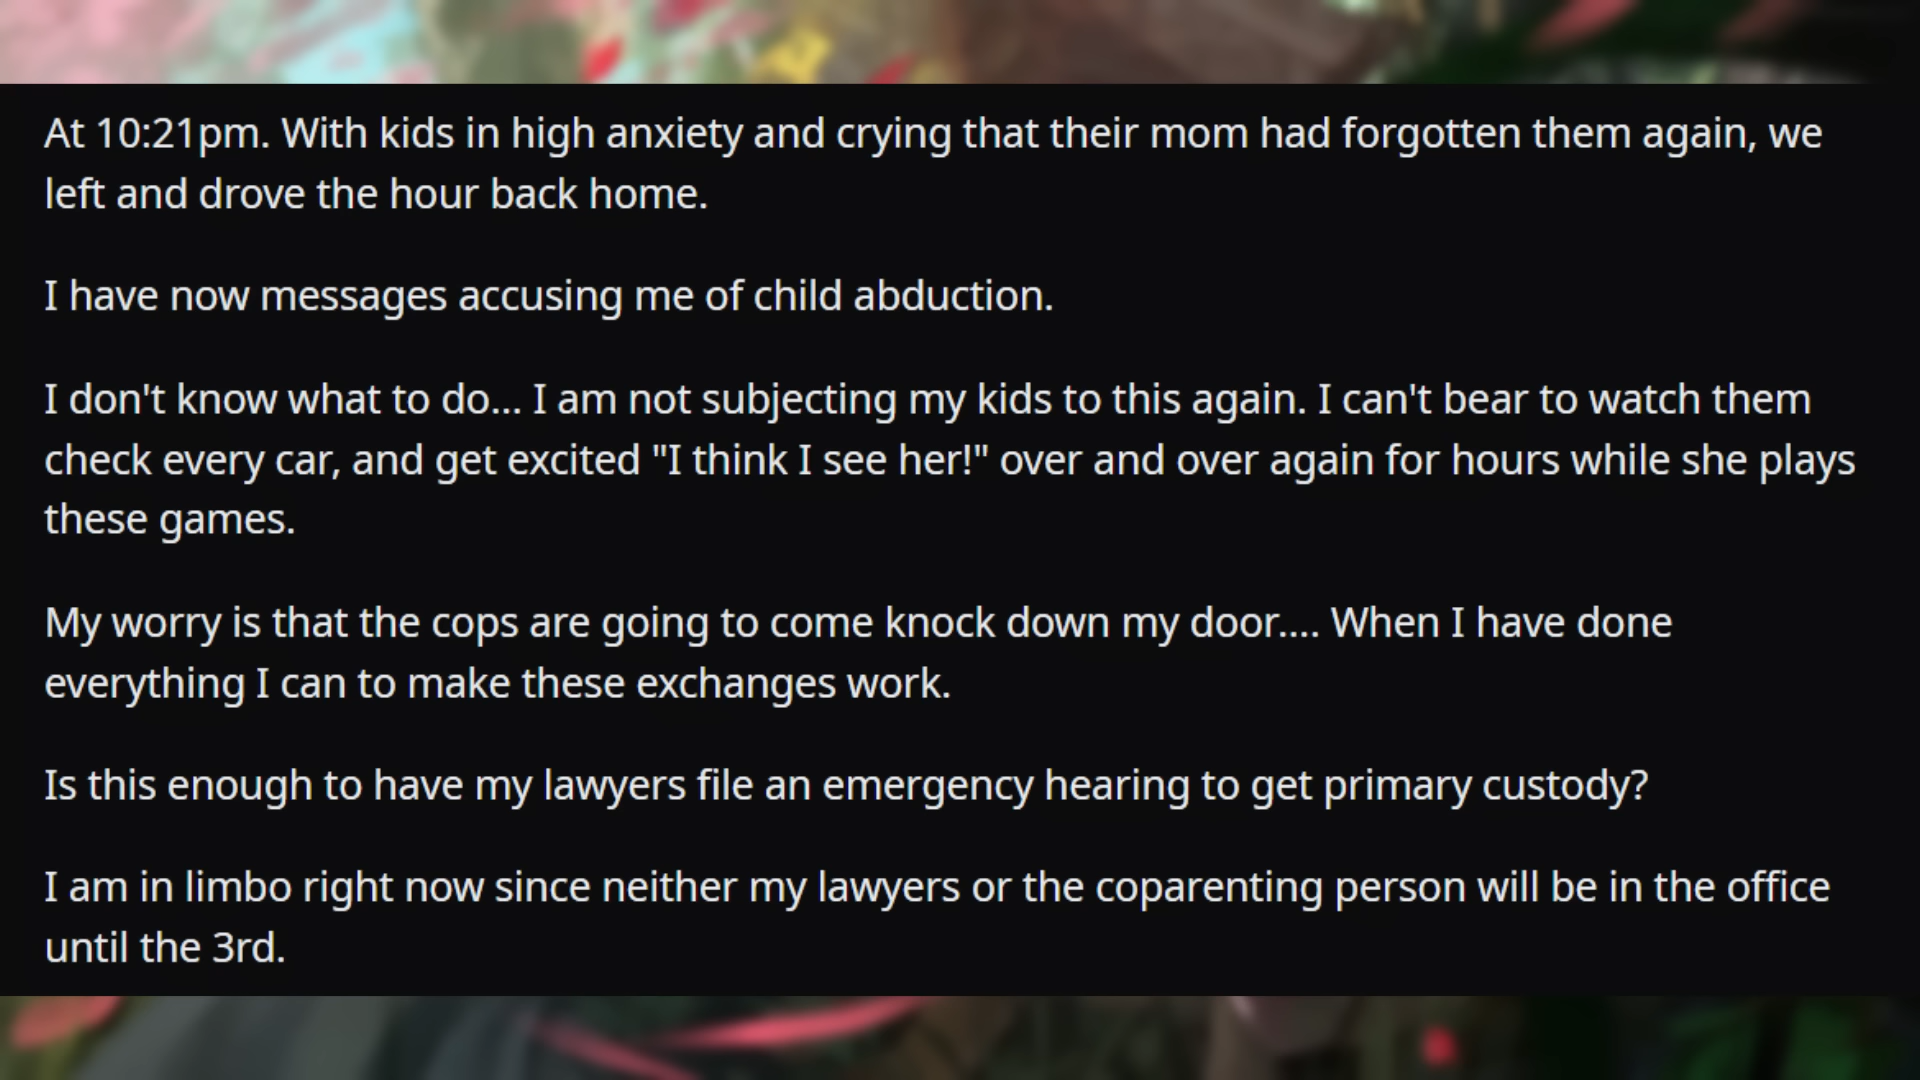 At 10:21pm. With kids in high anxiety and crying that their mom had forgotten them again, we
left and drove the hour back home.
I have now messages accusing me of child abduction.
I don't know what to do... I am not subjecting my kids to this again. I can't bear to watch them
check every car, and get excited "I think I see her!" over and over again for hours while she plays
these games.
My worry is that the cops are going to come knock down my door.... When I have done
everything I can to make these exchanges work.
Is this enough to have my lawyers file an emergency hearing to get primary custody?
I am in limbo right now since neither my lawyers or the coparenting person will be in the office
until the 3rd.